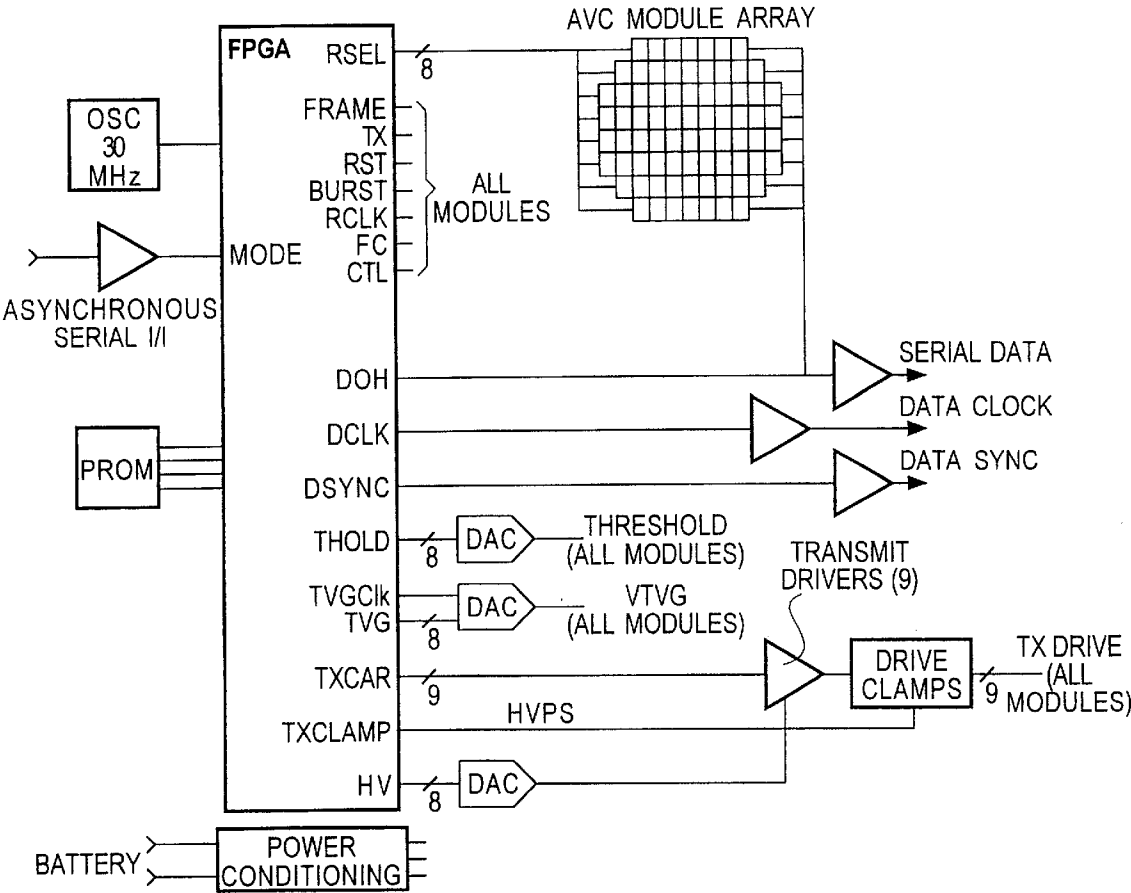 AVC MODULE ARRAY
FPGA
RSEL
8
OSC
30
MHz
FRAME
TX
RST
BURST
RCLK
FC
CTL
ALL
MODULES
MODE
ASYNCHRONOUS
SERIAL I/I
DOH
SERIAL DATA
DCLK
DATA CLOCK
PROM
DSYNC
DATA SYNC
THOLD
8
DAC
THRESHOLD
(ALL MODULES)
TVGClk
TVG
8
DAC
VTVG
(ALL MODULES)
TRANSMIT
DRIVERS (9)
TXCAR
9
DRIVE
CLAMPS
9
TX DRIVE
(ALL
MODULES)
TXCLAMP
HVPS
HV
8
DAC
BATTERY
POWER
CONDITIONING